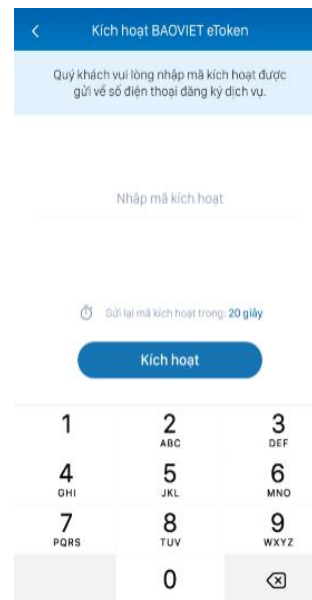 Kích hoạt BAOVIET eToken
Quý khách vui lòng nhập mã kích hoạt được
gửi về số điện thoại đăng ký dịch vụ.
Nhập mã kích hoạt
Gửi lại mã kích hoạt trong: 20 giây
Kích hoạt
1 2 3
ABC DEF
4 5 6
GHI JKL MNO
7 8 9
PQRS TUV WXYZ
0